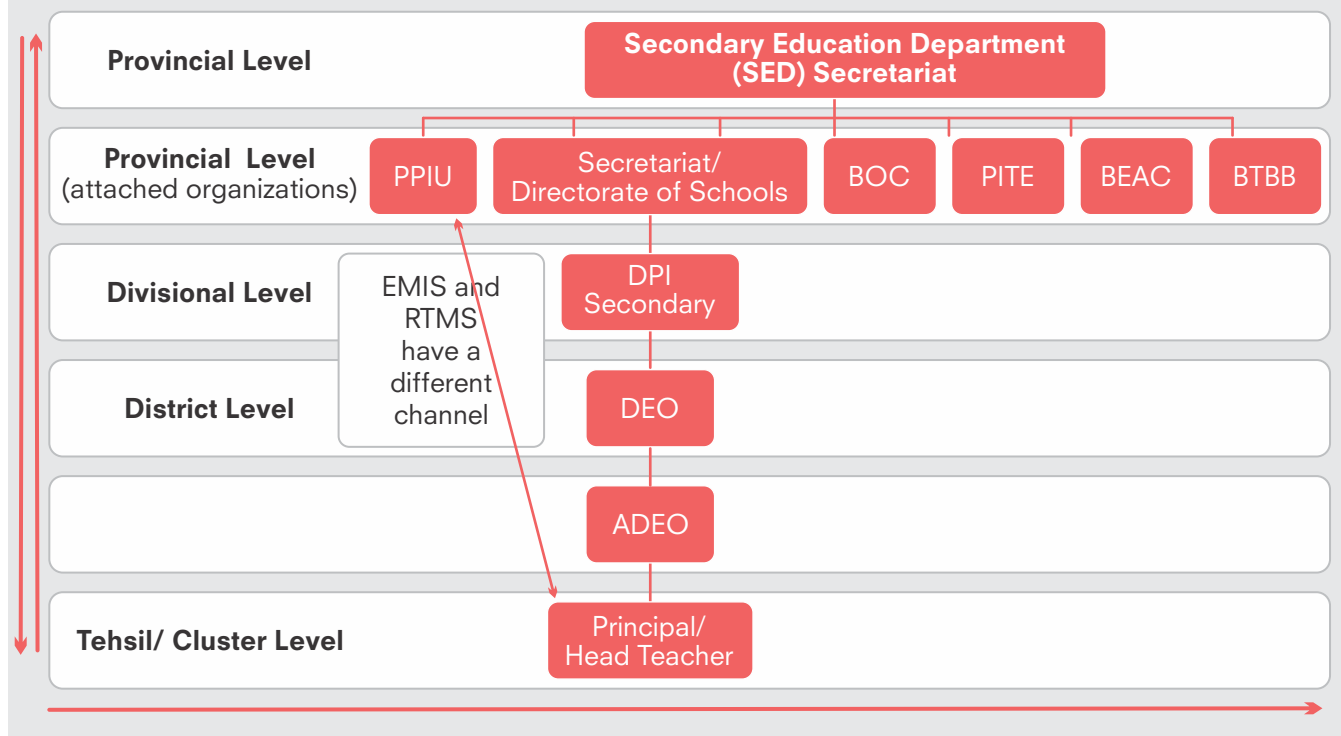 Provincial Level
Secondary Education Department
(SED) Secretariat
Provincial Level
(attached organizations)
PPIU
Secretariat/
Directorate of Schools
BOC
PITE
BEAC
BTBB
Divisional Level
EMIS and
RTMS
have a
different
channel
DPI
Secondary
District Level
DEO
ADEO
Tehsil/ Cluster Level
Principal/
Head Teacher